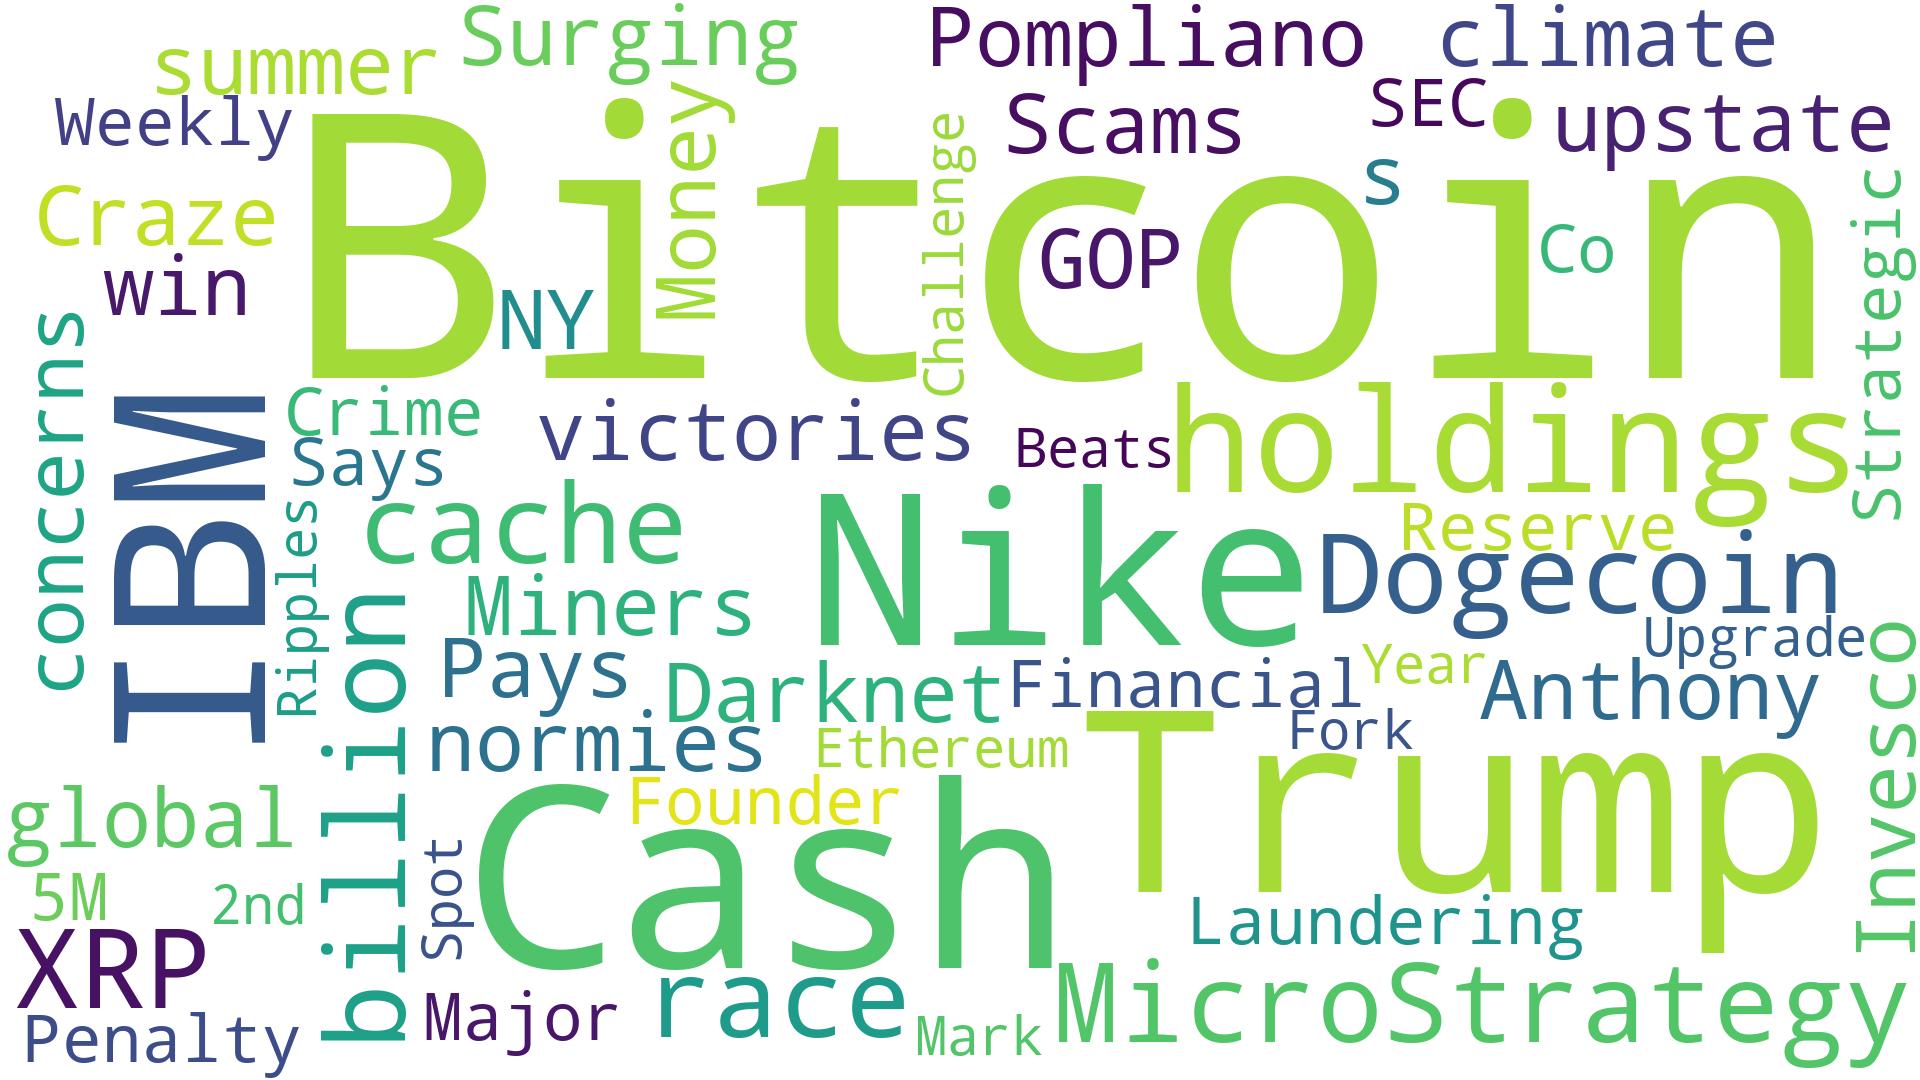 summer
Surging
Pompliano
climate
Weekly
Money
Scams
SEC
upstate
Bitcoin
Challenge
s
Craze
GOP
Co
Strategic
win
NY
concerns
IBM
Crime
victories
Beats
holdings
Says
cache
Nike
Reserve
Dogecoin
Ripples
Miners
Upgrade
billion
Pays
Darknet
Financial
Year
Anthony
Invesco
normies
Ethereum
Fork
Trump
global
Founder
Cash
5M
2nd
Spot
Laundering
XRP
Major
race
Mark
MicroStrategy
Penalty